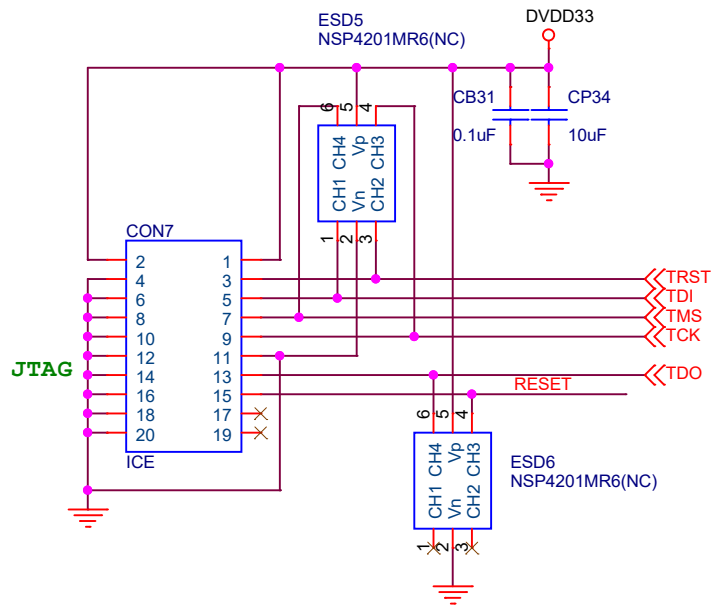 ESD5
NSP4201MR6(NC)
DVDD33
CB31
CP34
0.1uF
10uF
6 5 4
CH4 Vp CH3
CH1 Vn CH2
1 2 3
CON7
2 1
4 3
6 5
8 7
10 9
12 11
14 13
16 15
18 17
20 19
ICE
JTAG
TRST
TDI
TMS
TCK
TDO
RESET
6 5 4
CH4 Vp CH3
CH1 Vn CH2
1 2 3
ESD6
NSP4201MR6(NC)